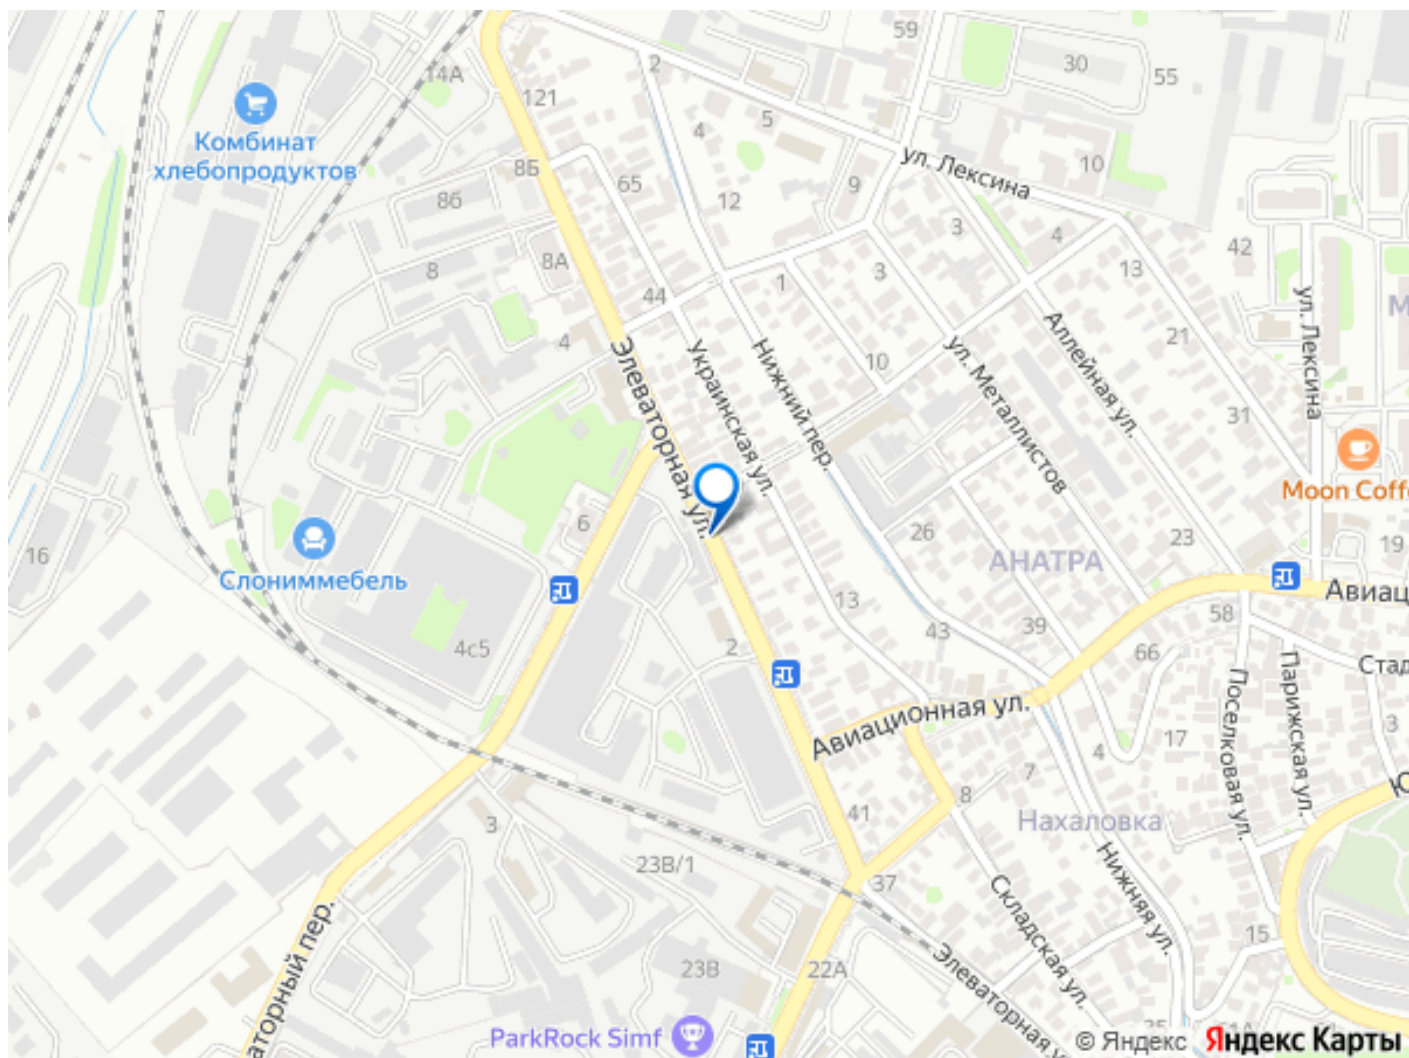 59
2
30
55
14А
121
5
4
Комбинат
хлебопродуктов
ул. Лексина
10
8Б
65
9
86
12
3
4
42
8А
13
8
1
3
44
ул. Лексина
М
Аллейная ул.
21
4
Элеваторная ул.
Украинская ул.
Нижний пер.
10
ул. Металлистов
31
Moon Coff
6
26
23
19
16
АНАТРА
Слониммебель
Авиац
13
58
39
43
2
4с5
66
Стад
Парижская ул.
Поселковая ул.
Авиационная ул.
17
3
4
7
Ю
8
41
Нахаловка
3
23В/1
37
Нижняя ул.
Складская ул.
аторный пер.
15
23В
22А
Элеваторная у
ParkRock Simf
© Яндекс Яндекс Карты